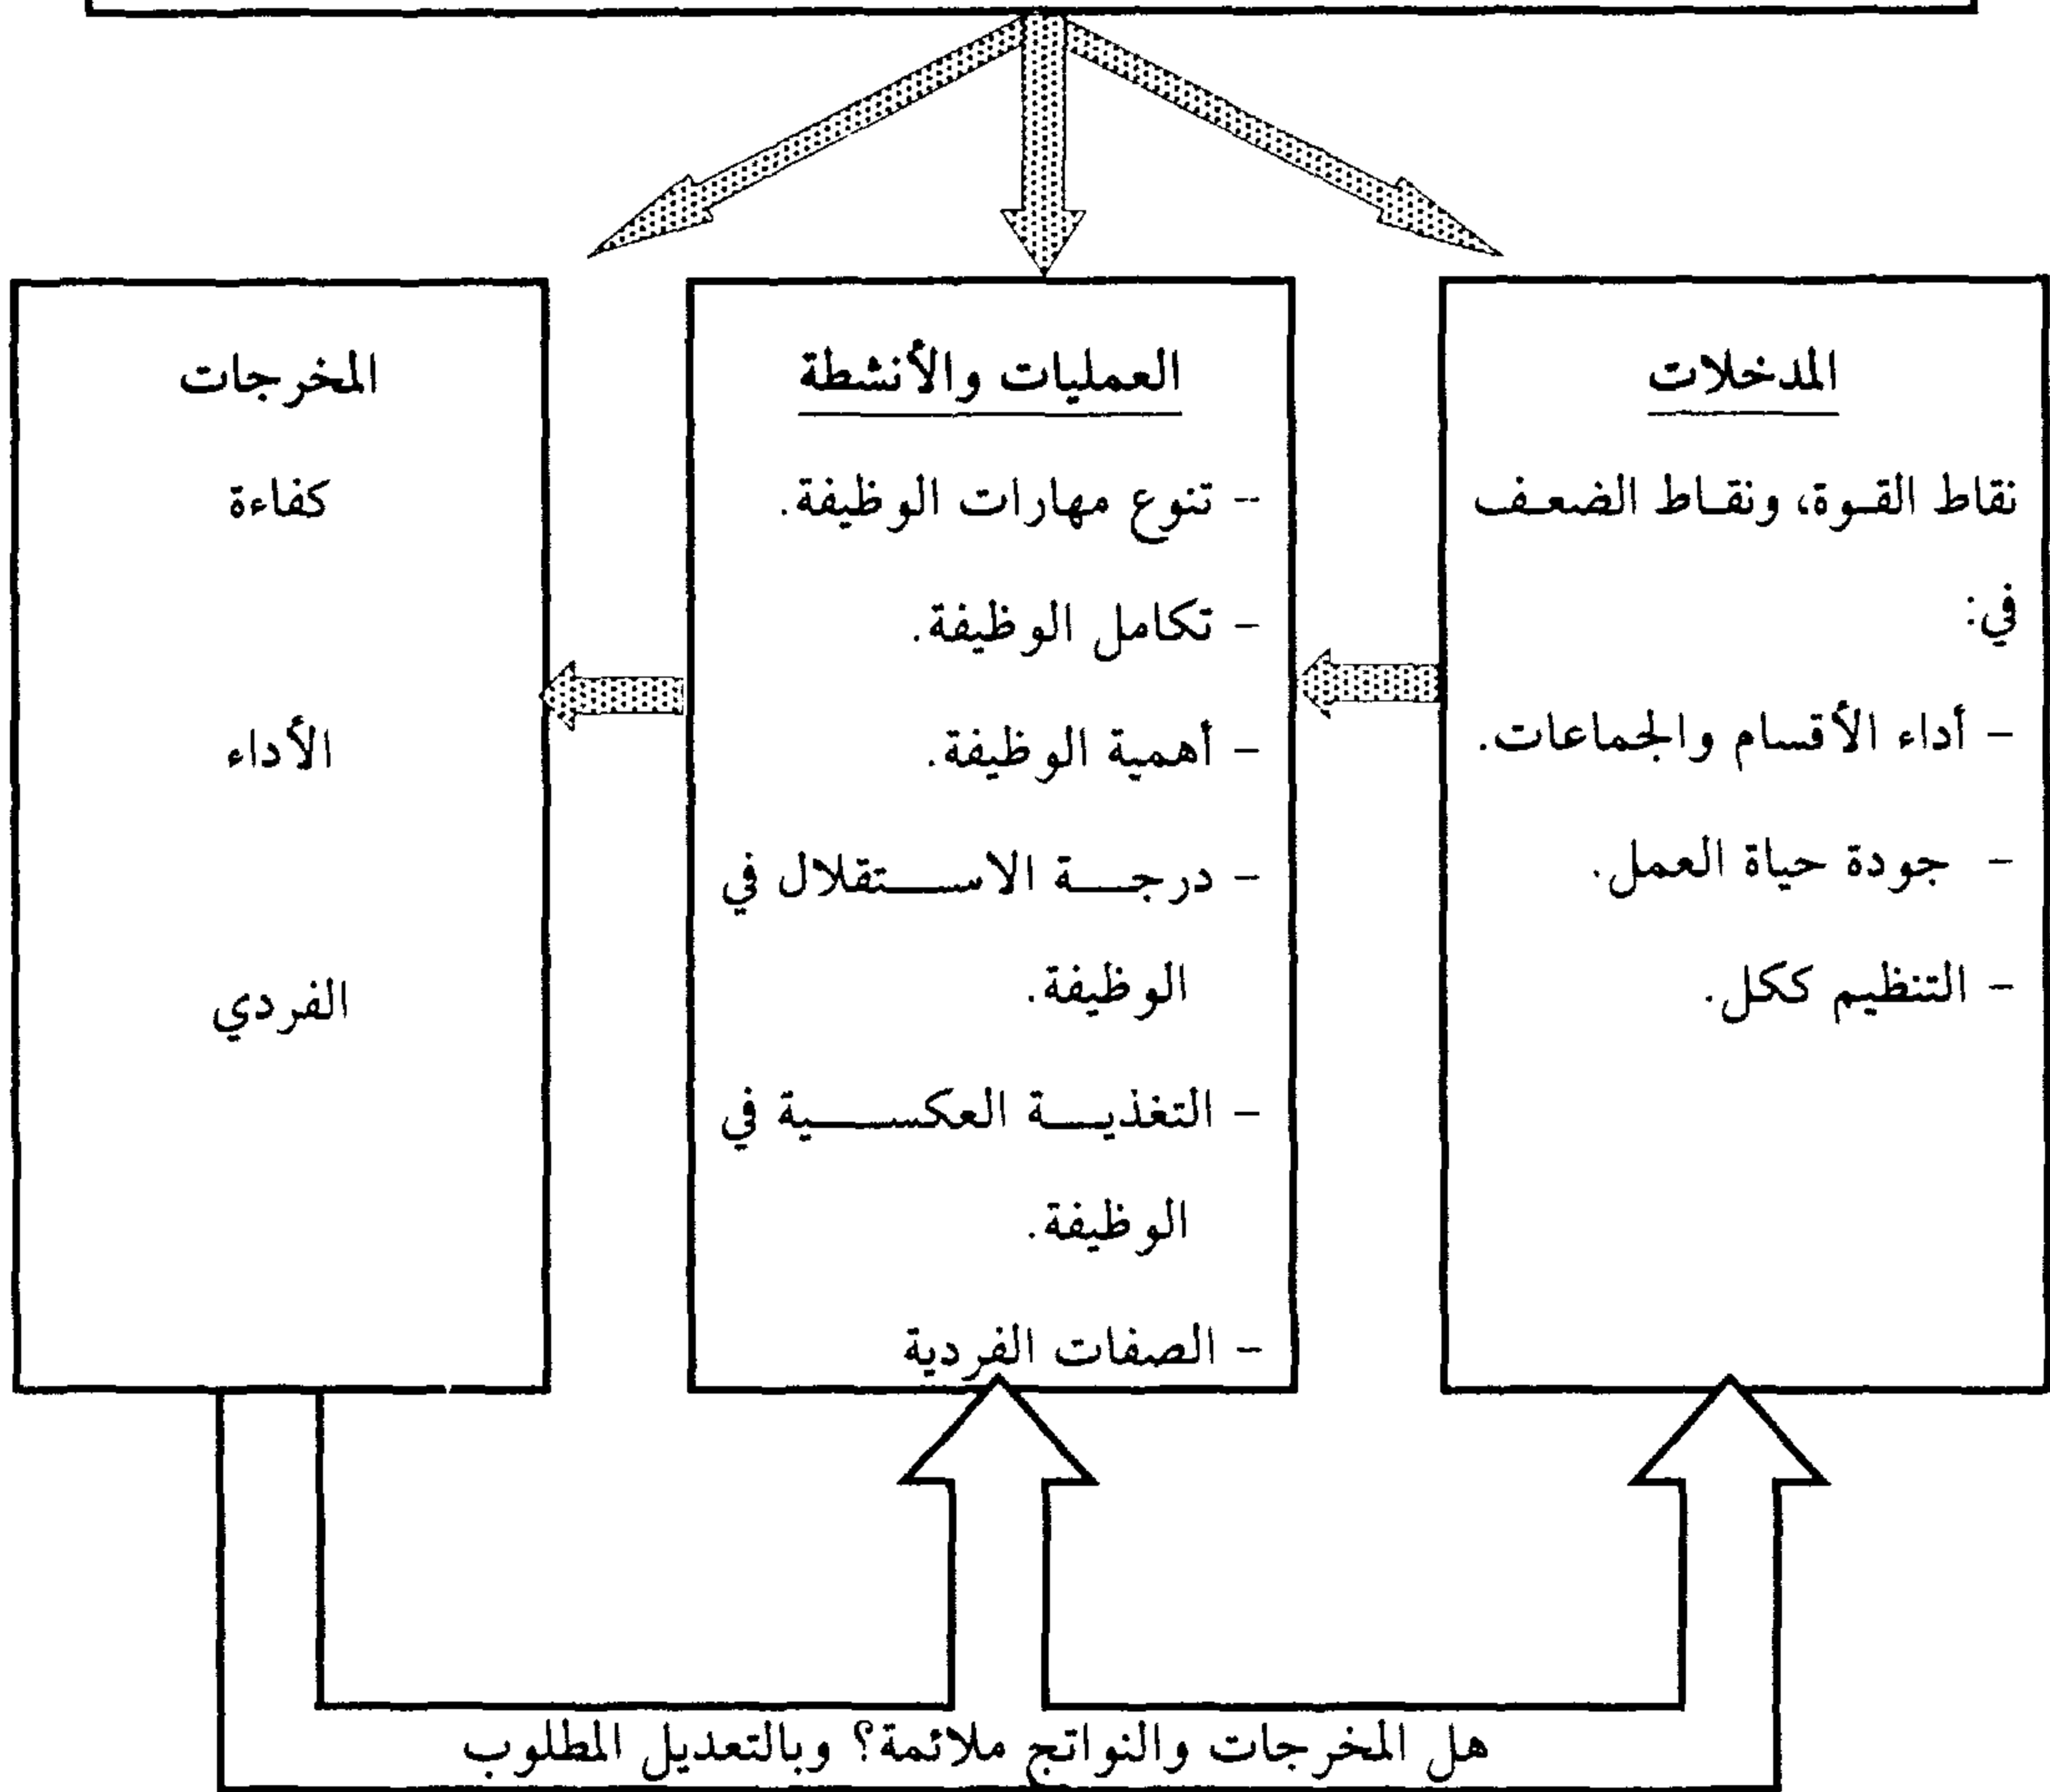 المدخلات
نقاط القوة، ونقاط الضعف
في:
- أداء الأقسام والجماعات.
- جودة حياة العمل.
- التنظيم ككل.
العمليات والأنشطة
- تنوع مهارات الوظيفة.
- تكامل الوظيفة.
- أهمية الوظيفة.
- درجة الاستقلال في
الوظيفة.
- التغذية العكسية في
الوظيفة.
- الصفات الفردية
المخرجات
كفاءة
الأداء
الفردي
هل المخرجات والنواتج ملائمة؟ وبالتعديل المطلوب